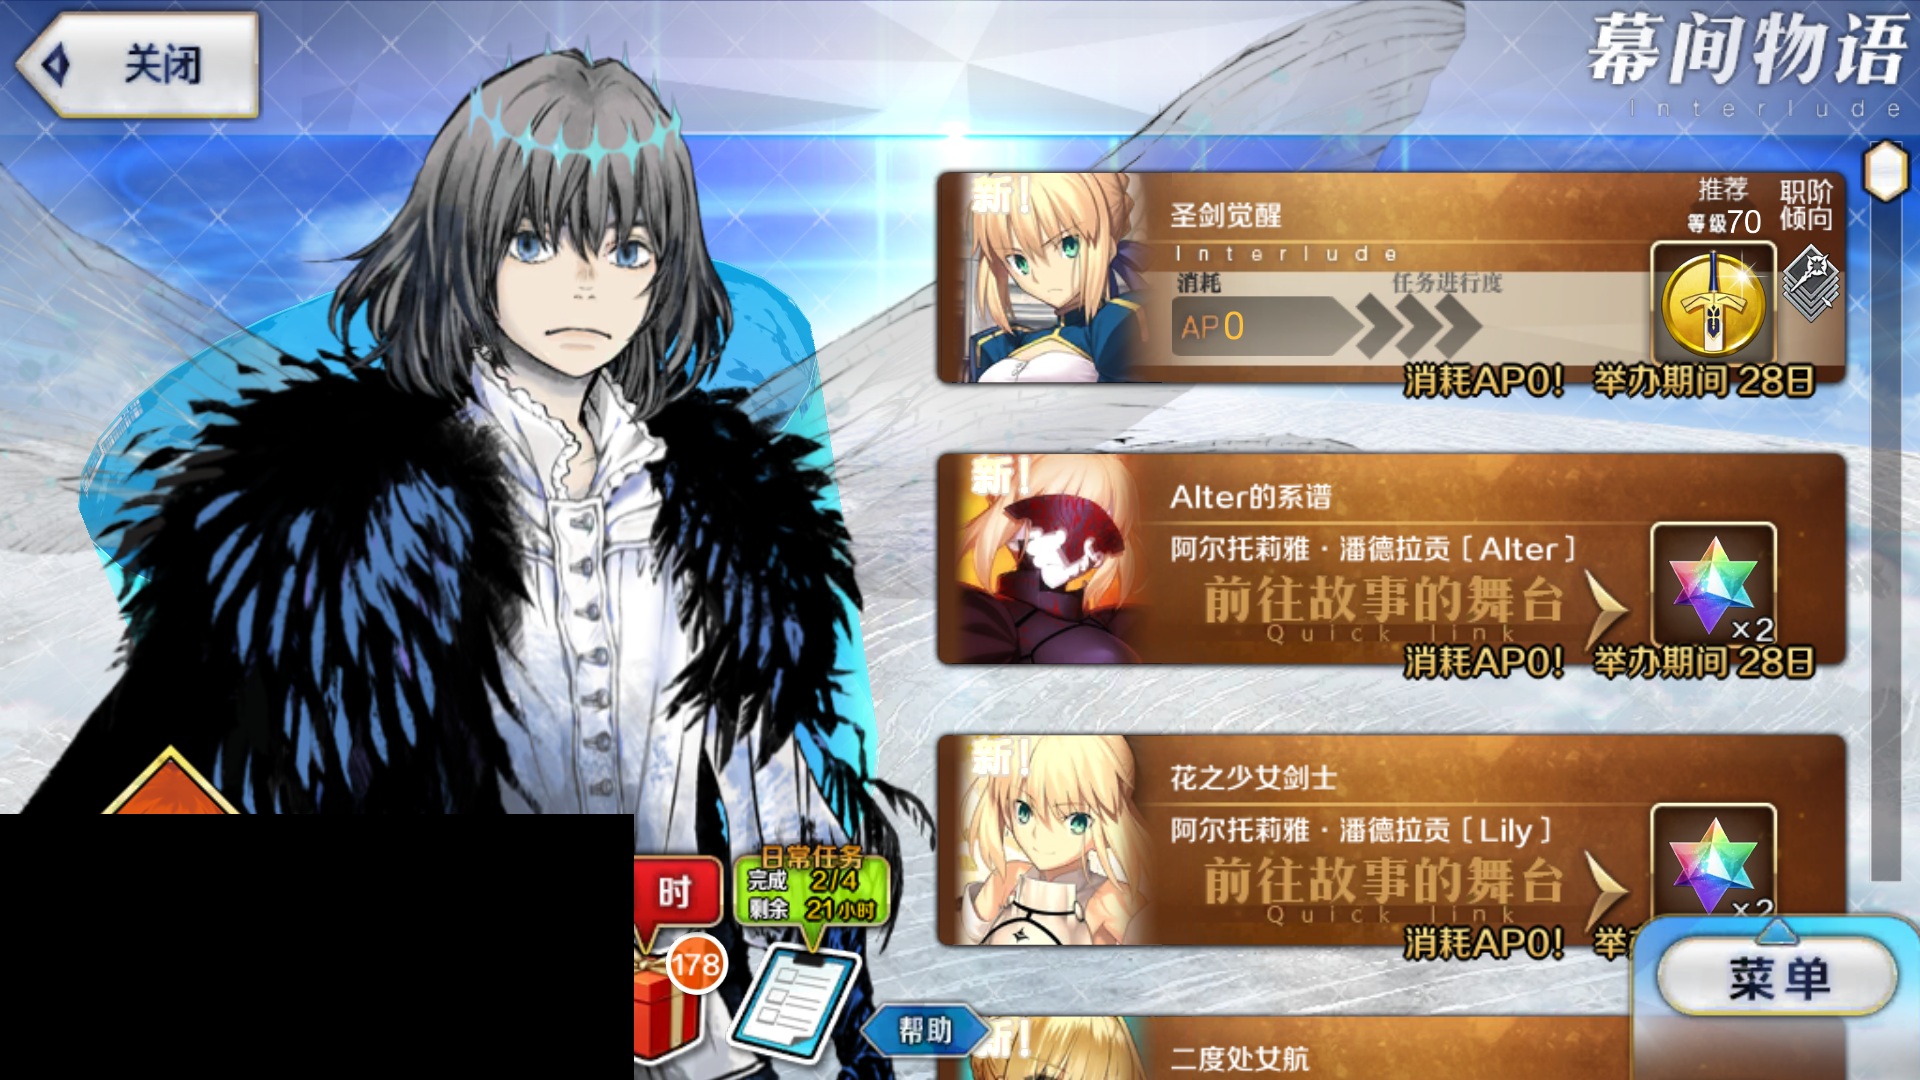 关闭
幕间物语
Interlude
新!
圣剑觉醒
推荐
等级70
职阶
倾向
Interlude
消耗
任务进行度
AP0
消耗AP0! 举办期间 28日
新!
Alter的系谱
阿尔托莉雅·潘德拉贡[Alter]
前往故事的舞台
Quick link
×2
消耗AP0! 举办期间 28日
新!
花之少女剑士
阿尔托莉雅·潘德拉贡[Lily]
前往故事的舞台
Quick link
×2
消耗AP0! 举
时
178
日常任务
完成 2/4
剩余 21小时
帮助
菜单
新!
二度处女航